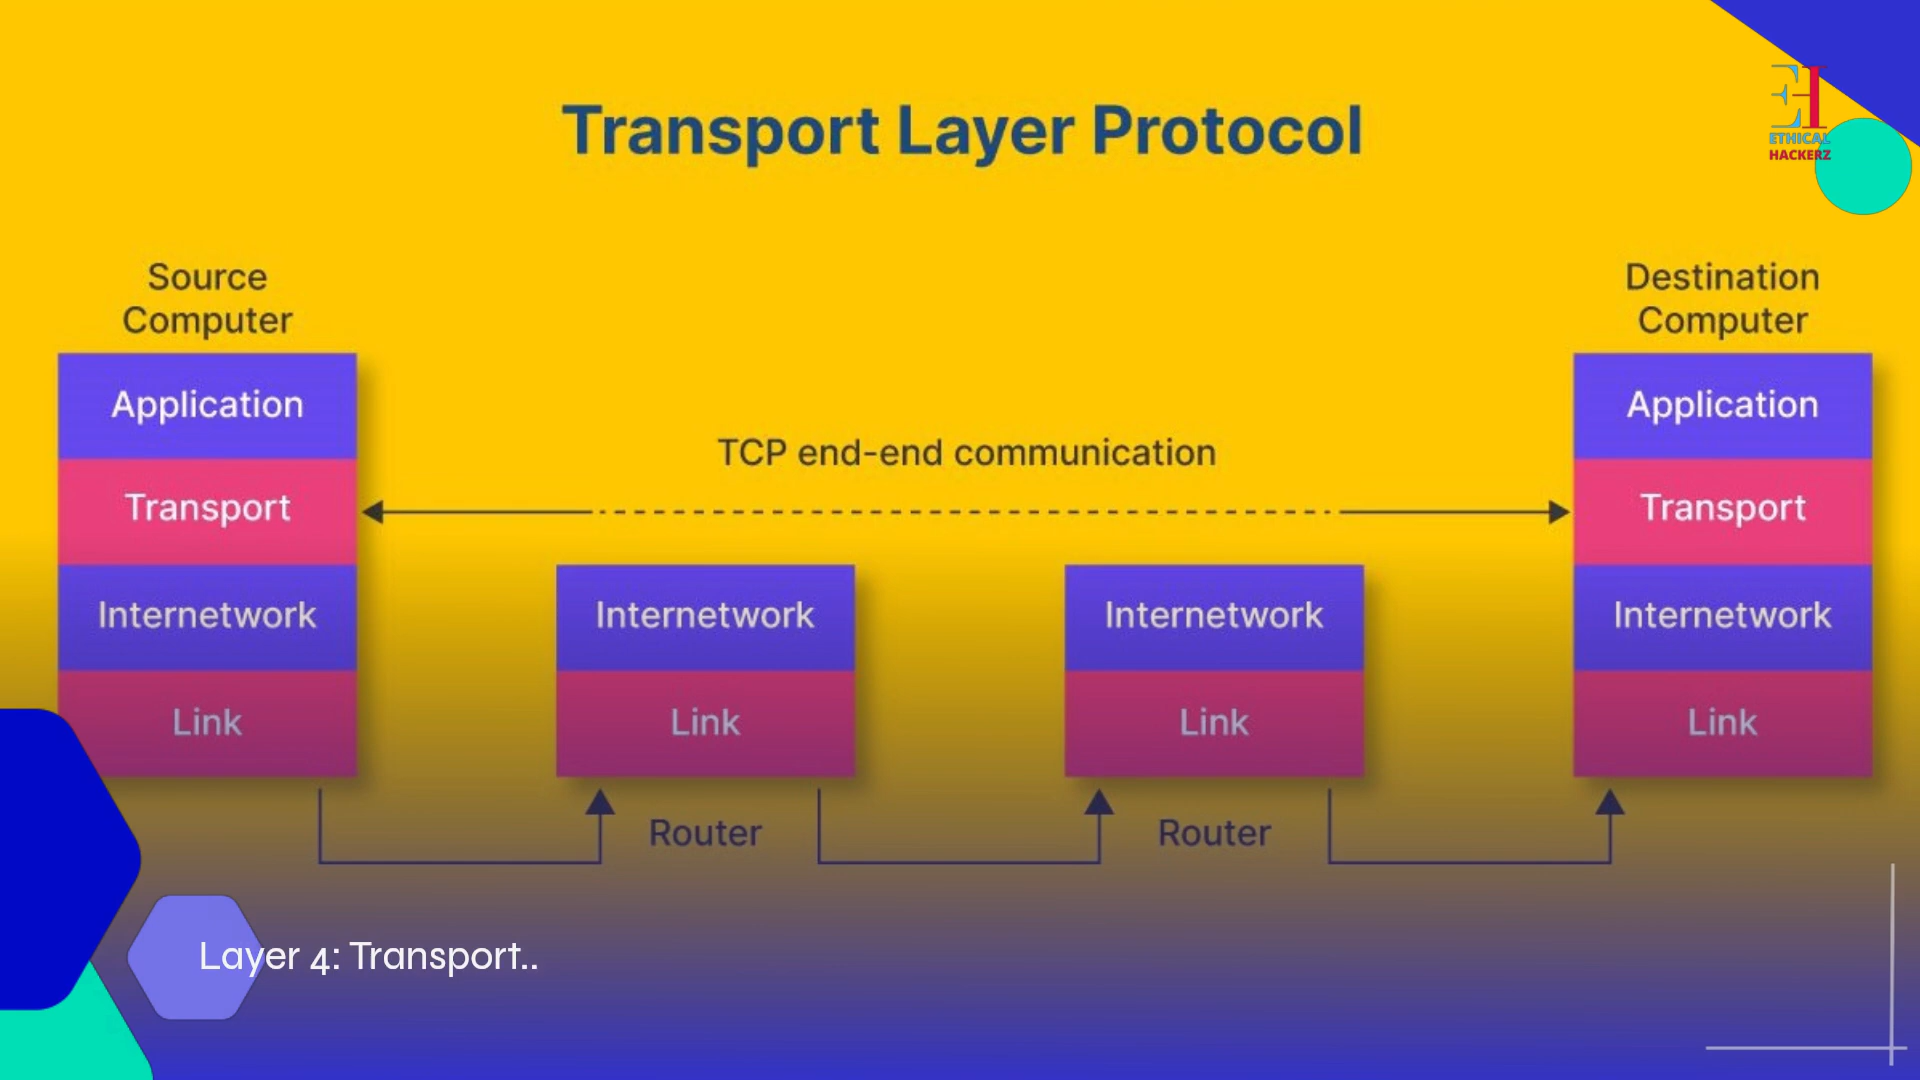 ETHICAL
HACKERZ
Transport Layer Protocol
Source
Computer
Destination
Computer
Application
Application
TCP end-end communication
Transport
Transport
Internetwork
Internetwork
Internetwork
Internetwork
Link
Link
Link
Link
Router
Router
Layer 4: Transport..